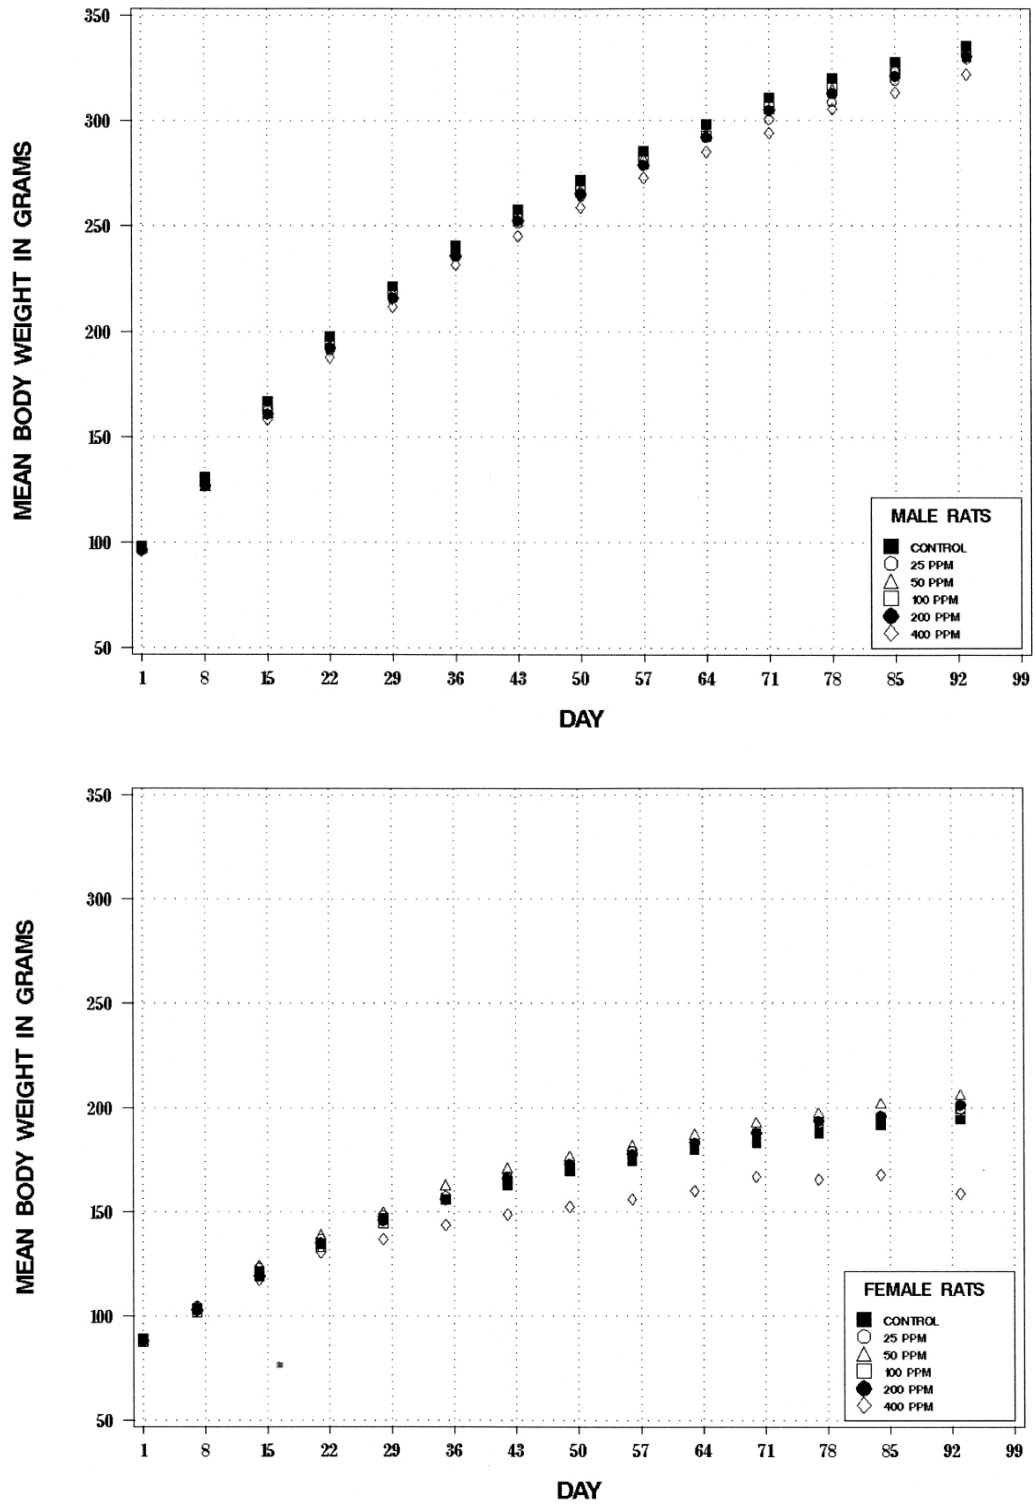 MEAN BODY WEIGHT IN GRAMS
350
300
250
200
150
100
50
MALE RATS
CONTROL
25 PPM
50 PPM
100 PPM
200 PPM
400 PPM
1 8 15 22 29 36 43 50 57 64 71 78 85 92 99
DAY
MEAN BODY WEIGHT IN GRAMS
350
300
250
200
150
100
50
FEMALE RATS
CONTROL
25 PPM
50 PPM
100 PPM
200 PPM
400 PPM
1 8 15 22 29 36 43 50 57 64 71 78 85 92 99
DAY